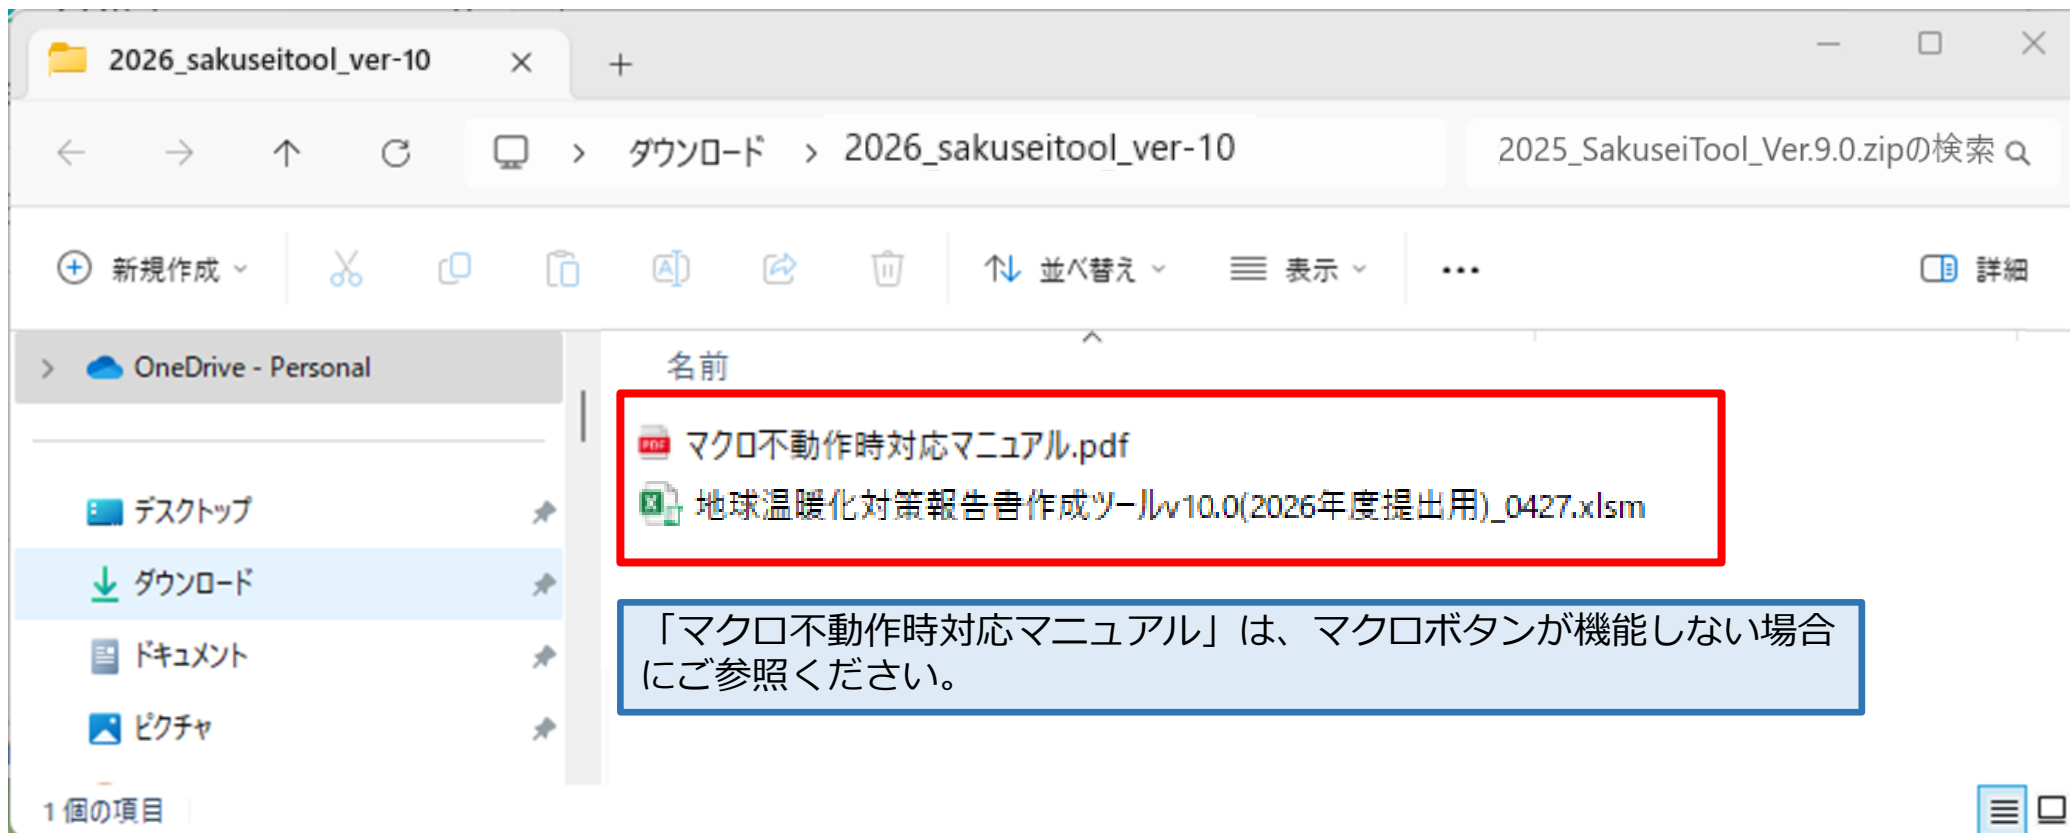 2026_sakuseitool_ver-10
ダウンロード > 2026_sakuseitool_ver-10
2025_SakuseiTool_Ver.9.0.zipの検索
新規作成
並べ替え
表示
詳細
OneDrive - Personal
名前
PDF マクロ不動作時対応マニュアル.pdf
地球温暖化対策報告書作成ツールv10.0(2026年度提出用)_0427.xlsm
デスクトップ
ダウンロード
ドキュメント
ピクチャ
「マクロ不動作時対応マニュアル」は、マクロボタンが機能しない場合
にご参照ください。
1 個の項目